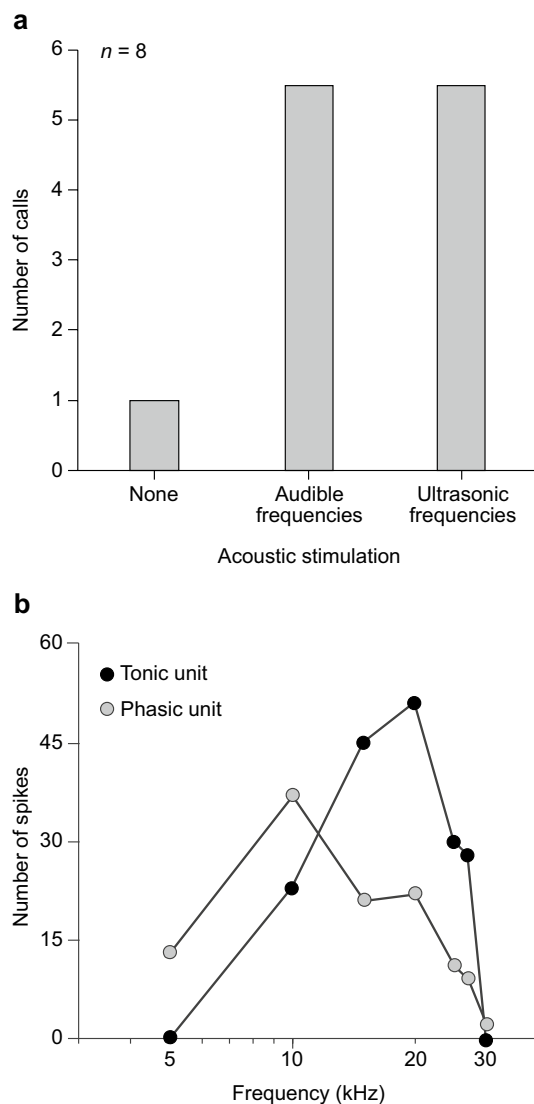 a
n = 8
6
5
4
3
2
1
0
Number of calls
None
Audible
frequencies
Ultrasonic
frequencies
Acoustic stimulation
b
60
45
30
15
0
Number of spikes
Tonic unit
Phasic unit
5
10
20
30
Frequency (kHz)